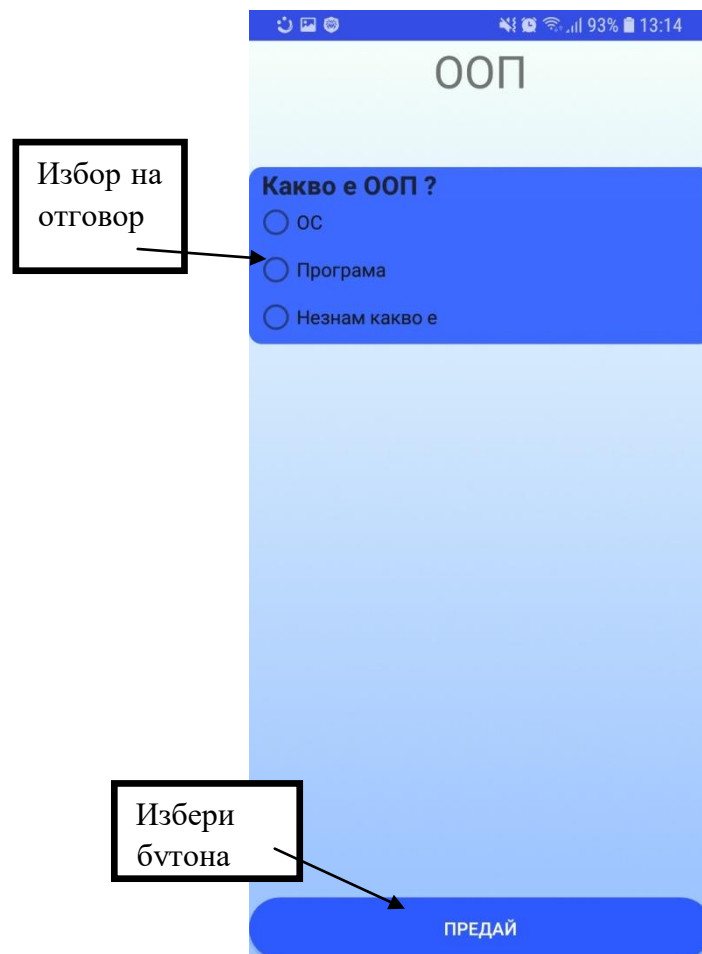 93% 13:14
ООП
Избор на
отговор
Какво е ООП ?
ОС
Програма
Незнам какво е
Избери
бутона
ПРЕДАЙ